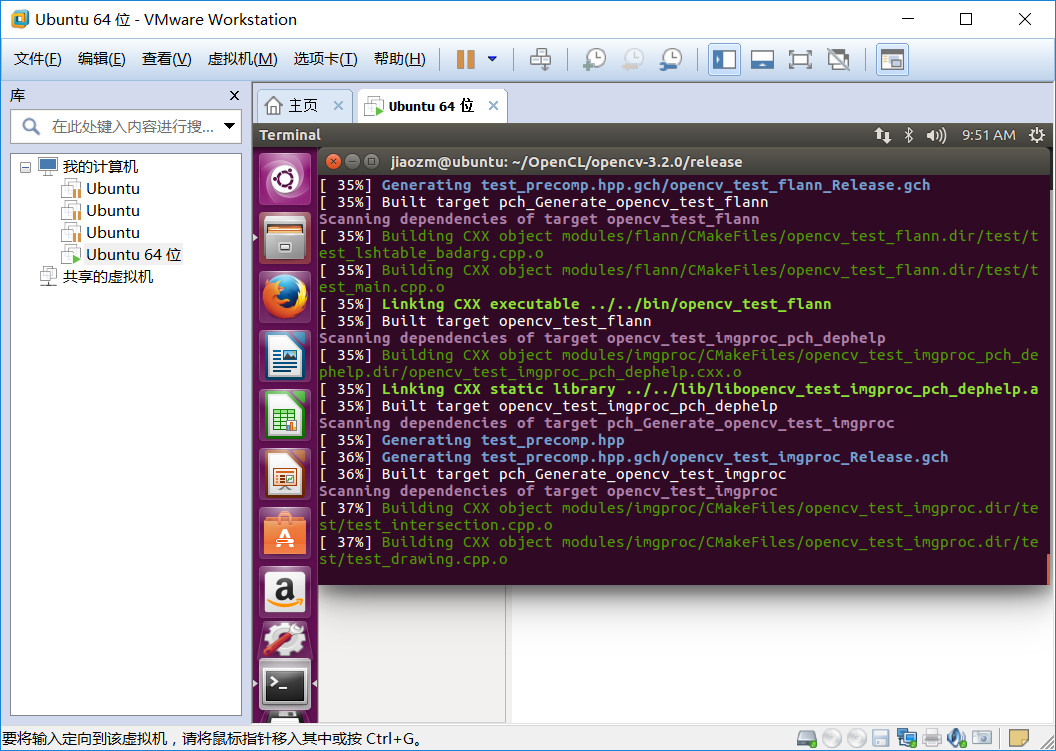 Ubuntu 64 位 - VMware Workstation
文件(F) 编辑(E) 查看(V) 虚拟机(M) 选项卡(T) 帮助(H)
库
在此处键入内容进行搜...
我的计算机
Ubuntu
Ubuntu
Ubuntu
Ubuntu 64 位
共享的虚拟机
主页 Ubuntu 64 位
Terminal 9:51 AM
jiaozm@ubuntu: ~/OpenCL/opencv-3.2.0/release
[ 35%] Generating test_precomp.hpp.gch/opencv_test_flann_Release.gch
[ 35%] Built target pch_Generate_opencv_test_flann
Scanning dependencies of target opencv_test_flann
[ 35%] Building CXX object modules/flann/CMakeFiles/opencv_test_flann.dir/test/t
est_lshtable_badarg.cpp.o
[ 35%] Building CXX object modules/flann/CMakeFiles/opencv_test_flann.dir/test/t
est_main.cpp.o
[ 35%] Linking CXX executable ../../bin/opencv_test_flann
[ 35%] Built target opencv_test_flann
Scanning dependencies of target opencv_test_imgproc_pch_dephelp
[ 35%] Building CXX object modules/imgproc/CMakeFiles/opencv_test_imgproc_pch_de
phelp.dir/opencv_test_imgproc_pch_dephelp.cxx.o
[ 35%] Linking CXX static library ../../lib/libopencv_test_imgproc_pch_dephelp.a
[ 35%] Built target opencv_test_imgproc_pch_dephelp
Scanning dependencies of target pch_Generate_opencv_test_imgproc
[ 35%] Generating test_precomp.hpp
[ 36%] Generating test_precomp.hpp.gch/opencv_test_imgproc_Release.gch
[ 36%] Built target pch_Generate_opencv_test_imgproc
Scanning dependencies of target opencv_test_imgproc
[ 37%] Building CXX object modules/imgproc/CMakeFiles/opencv_test_imgproc.dir/te
st/test_intersection.cpp.o
[ 37%] Building CXX object modules/imgproc/CMakeFiles/opencv_test_imgproc.dir/te
st/test_drawing.cpp.o
要将输入定向到该虚拟机，请将鼠标指针移入其中或按 Ctrl+G。